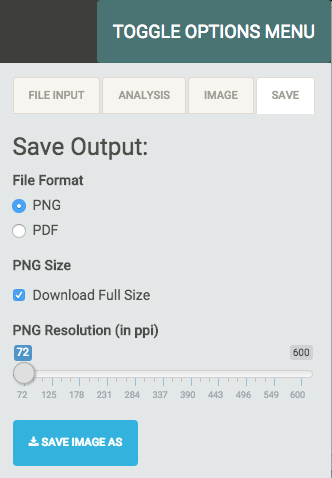 TOGGLE OPTIONS MENU
FILE INPUT ANALYSIS IMAGE SAVE
Save Output:
File Format
PNG
PDF
PNG Size
Download Full Size
PNG Resolution (in ppi)
72 600
72 125 178 231 284 337 390 443 496 549 600
SAVE IMAGE AS